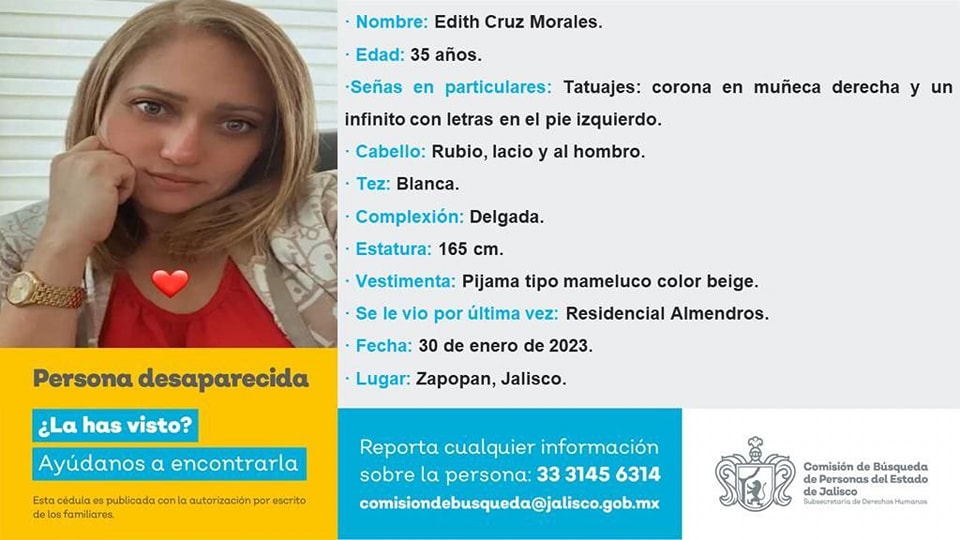 · Nombre: Edith Cruz Morales.
· Edad: 35 años.
·Señas en particulares: Tatuajes: corona en muñeca derecha y un
infinito con letras en el pie izquierdo.
· Cabello: Rubio, lacio y al hombro.
· Tez: Blanca.
· Complexión: Delgada.
· Estatura: 165 cm.
· Vestimenta: Pijama tipo mameluco color beige.
· Se le vio por última vez: Residencial Almendros.
· Fecha: 30 de enero de 2023.
· Lugar: Zapopan, Jalisco.
Persona desaparecida
¿La has visto?
Ayúdanos a encontrarla
Esta cédula es publicada con la autorización por escrito
de los familiares.
Reporta cualquier información
sobre la persona: 33 3145 6314
comisiondebusqueda@jalisco.gob.mx
Comisión de Búsqueda
de Personas del Estado
de Jalisco
Subsecretaría de Derechos Humanos